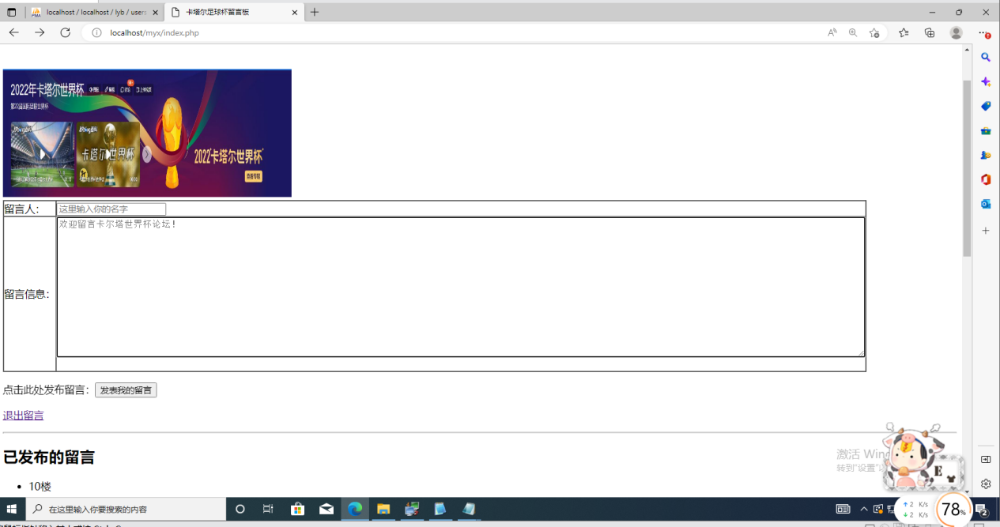 localhost / localhost / lyb / users
卡塔尔足球杯留言板
localhost/myx/index.php
2022年卡塔尔世界杯
卡塔尔世界杯
2022'卡塔尔世界杯'
查看专题
留言人：
这里输入你的名字
欢迎留言卡尔塔世界杯论坛！
留言信息：
点击此处发布留言：
发表我的留言
退出留言
已发布的留言
10楼
激活 Win
转到"设置"以
E
在这里输入你要搜索的内容
↑ 2 K/s
↓ 2 K/s
78%
2